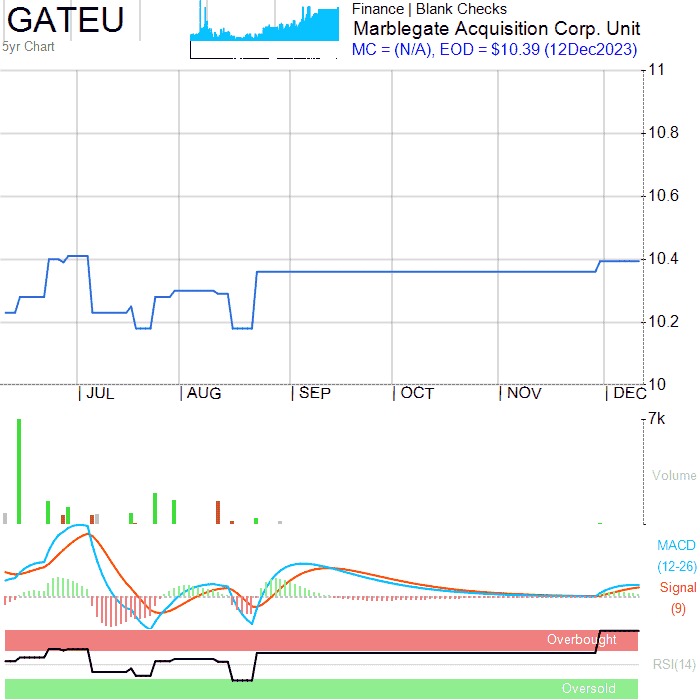 GATEU
5yr Chart
Finance | Blank Checks
Marblegate Acquisition Corp. Unit
MC = (N/A), EOD = $10.39 (12Dec2023)
11
10.8
10.6
10.4
10.2
10
| JUL | AUG | SEP | OCT | NOV | DEC
7k
Volume
MACD
(12-26)
Signal
(9)
Overbought
RSI(14)
Oversold